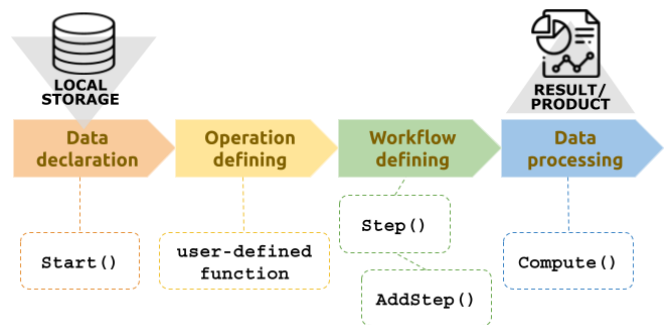 LOCAL
STORAGE
RESULT/
PRODUCT
Data
declaration
Operation
defining
Workflow
defining
Data
processing
Start()
user-defined
function
Step()
AddStep()
Compute()